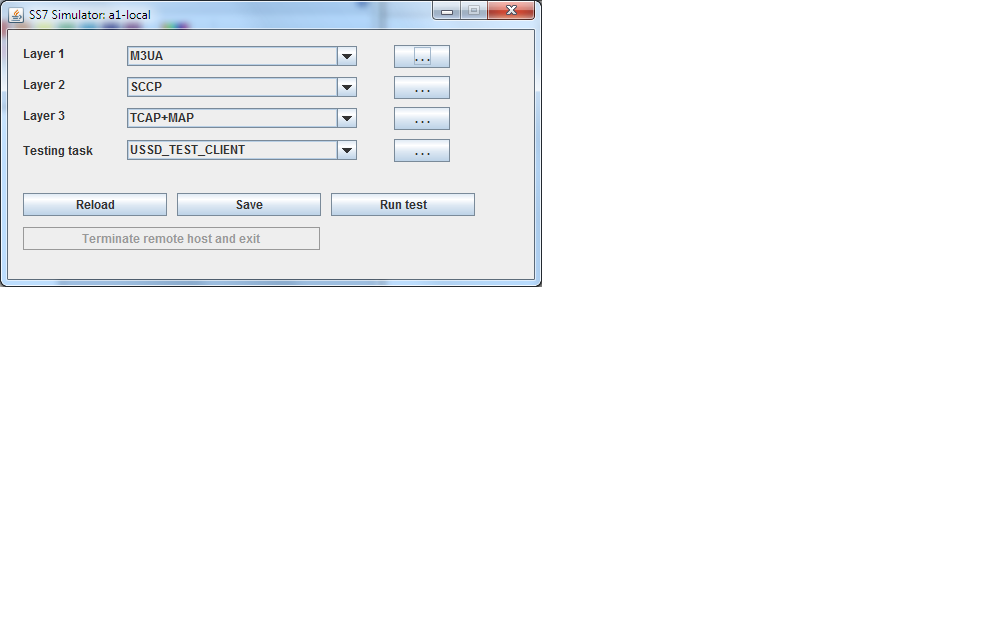 SS7 Simulator: a1-local
Layer 1 M3UA ...
Layer 2 SCCP ...
Layer 3 TCAP+MAP ...
Testing task USSD_TEST_CLIENT ...
Reload Save Run test
Terminate remote host and exit